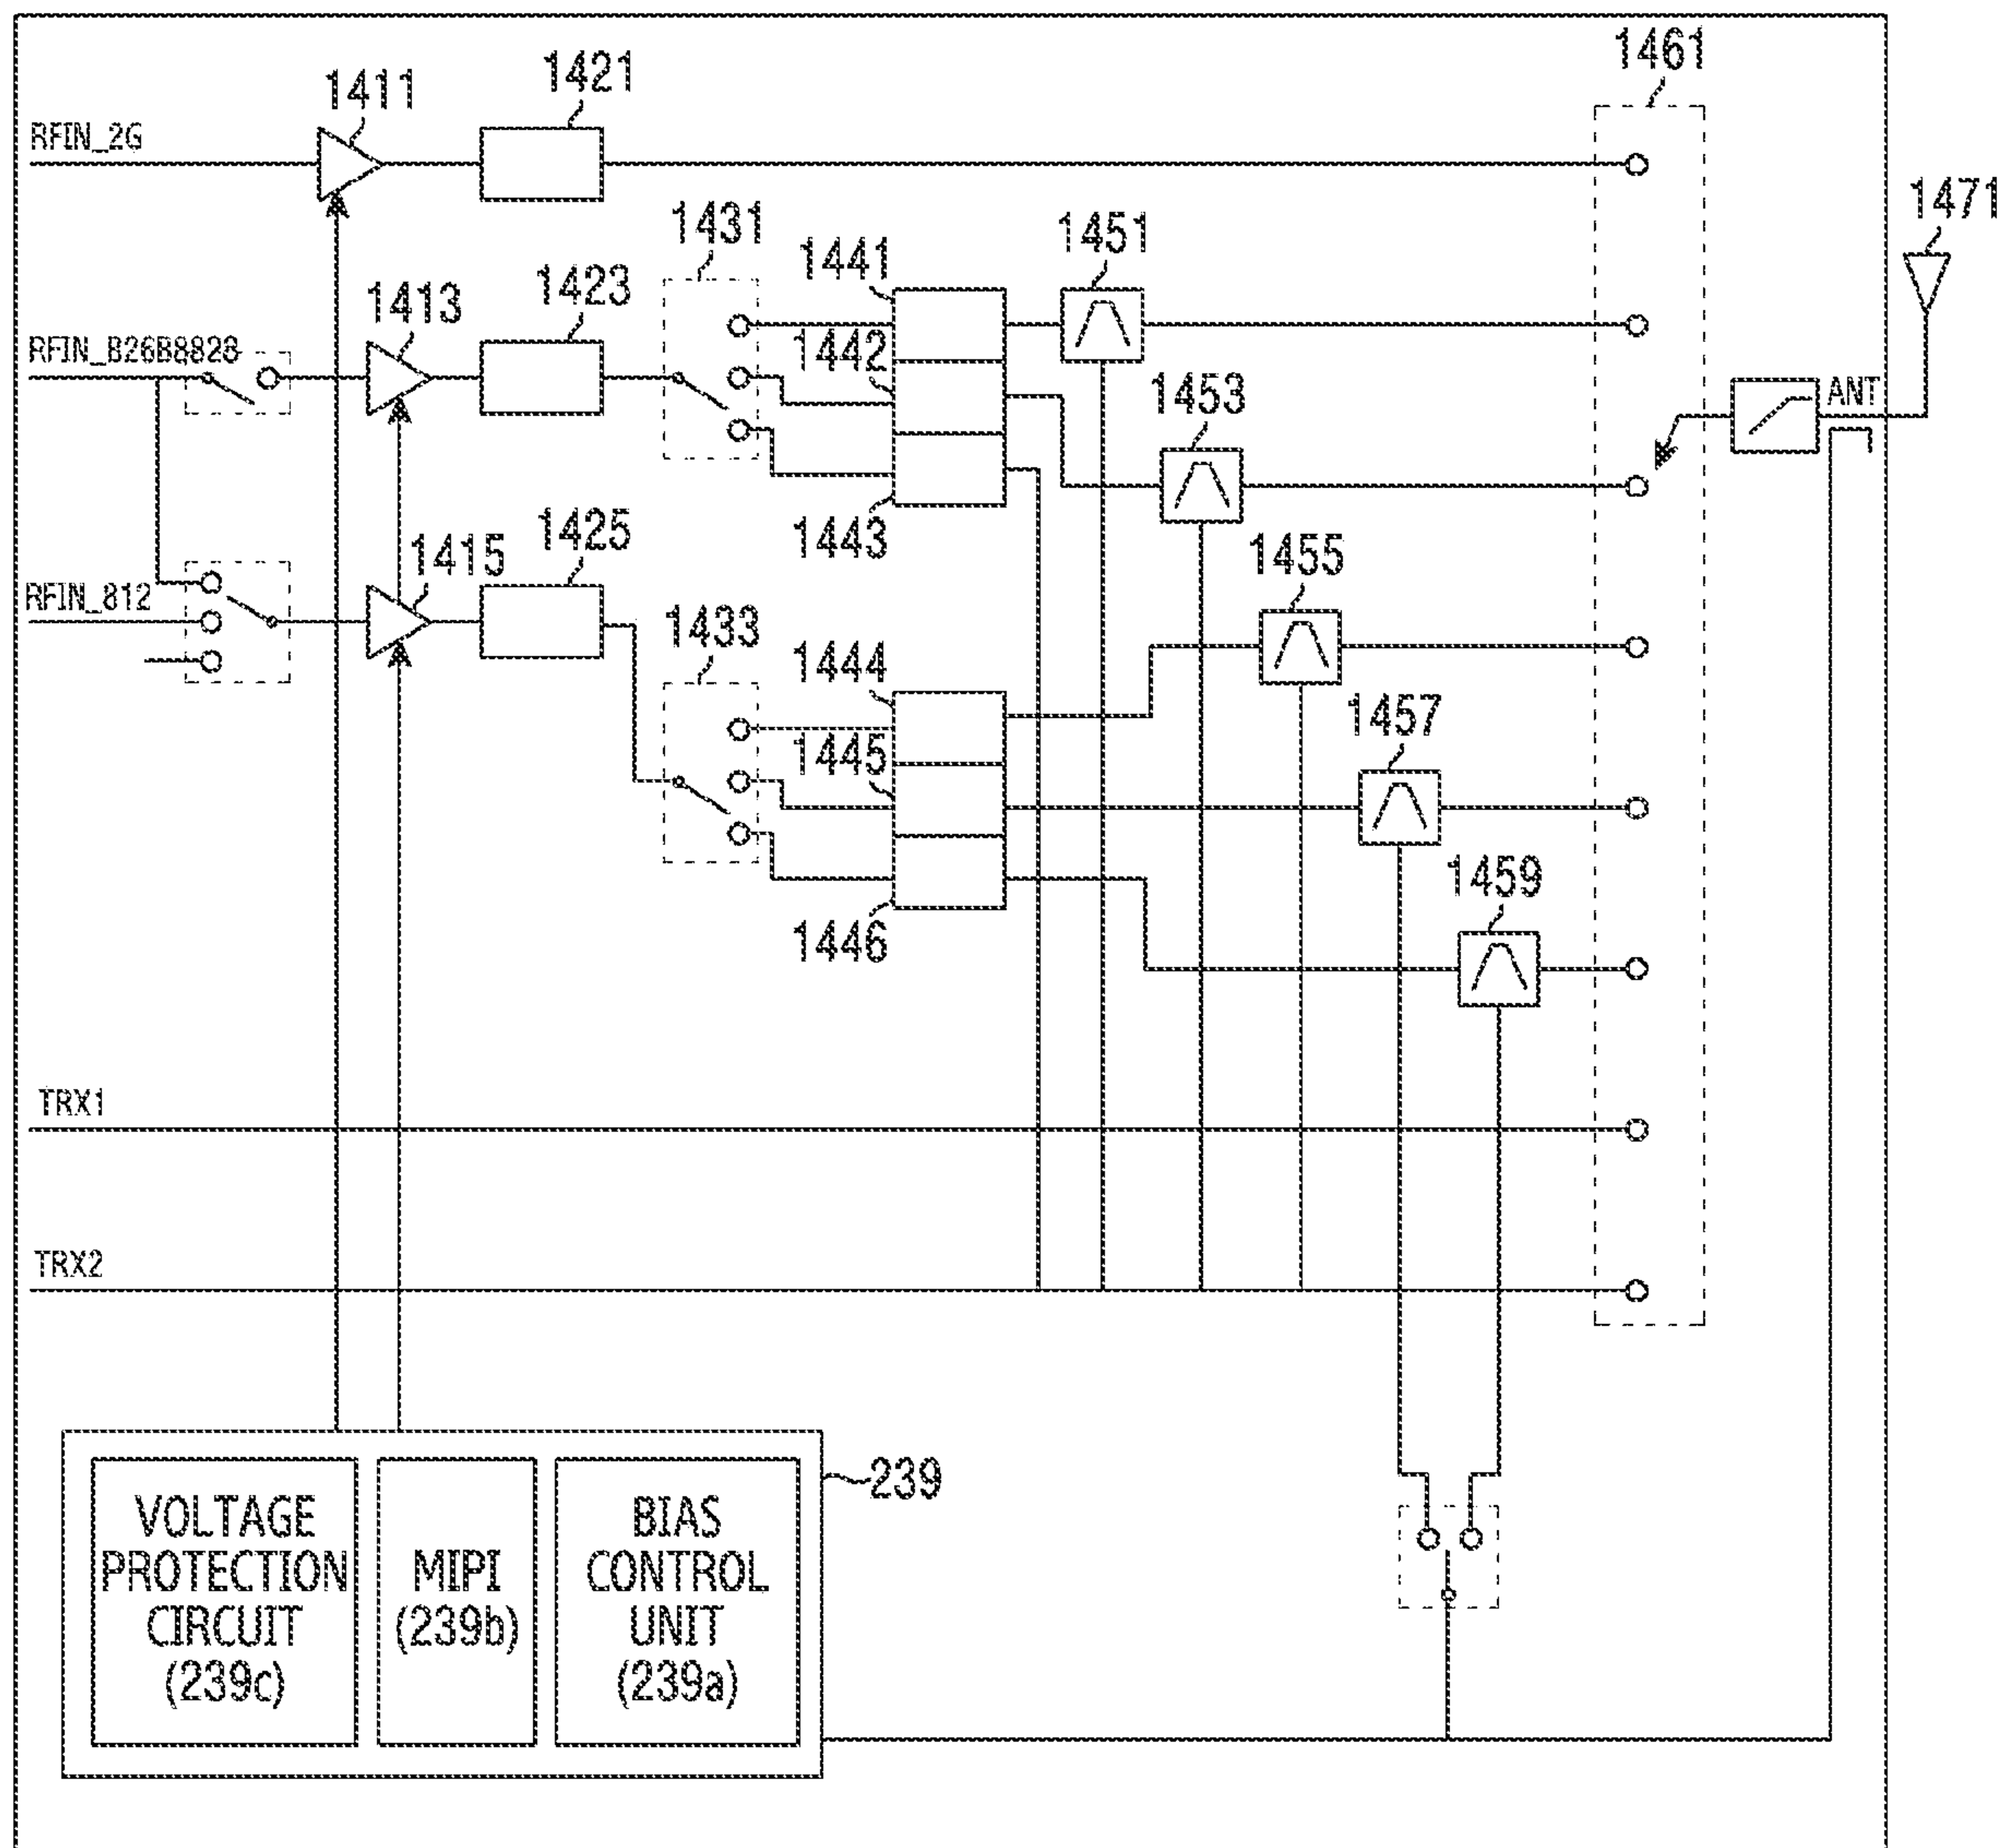 1461
1421
1411
RFIN_2G
1471
1431
1451
1441
1423
1413
RFIN_B26B8828
1442
1453
ANT
1443
1425
1415
1455
RFIN_812
1433
1444
1457
1445
1459
1446
TRX1
TRX2
239
VOLTAGE
PROTECTION
CIRCUIT
(239c)
MIPI
(239b)
BIAS
CONTROL
UNIT
(239a)